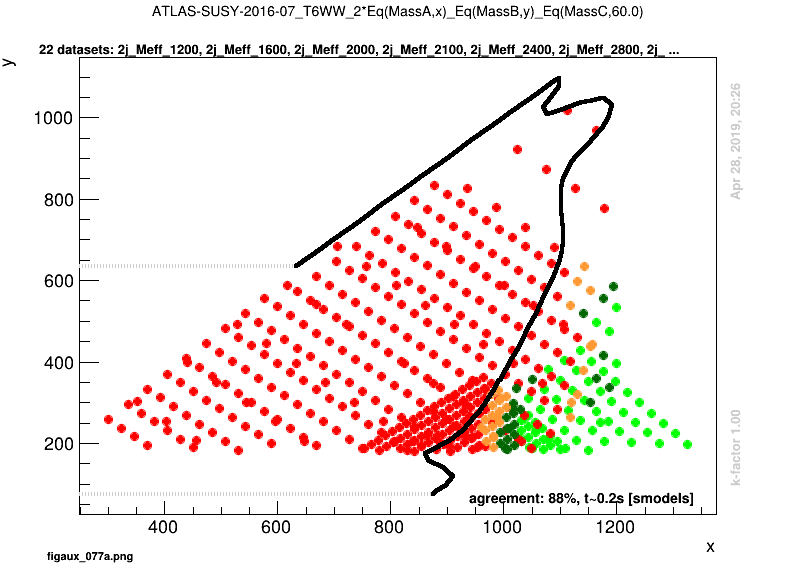 ATLAS-SUSY-2016-07_T6WW_2*Eq(MassA,x)_Eq(MassB,y)_Eq(MassC,60.0)
22 datasets: 2j_Meff_1200, 2j_Meff_1600, 2j_Meff_2000, 2j_Meff_2100, 2j_Meff_2400, 2j_Meff_2800, 2j_ ...
y
1000
800
600
400
200
Apr 28, 2019, 20:26
k-factor 1.00
agreement: 88%, t~0.2s [smodels]
400 600 800 1000 1200
x
figaux_077a.png